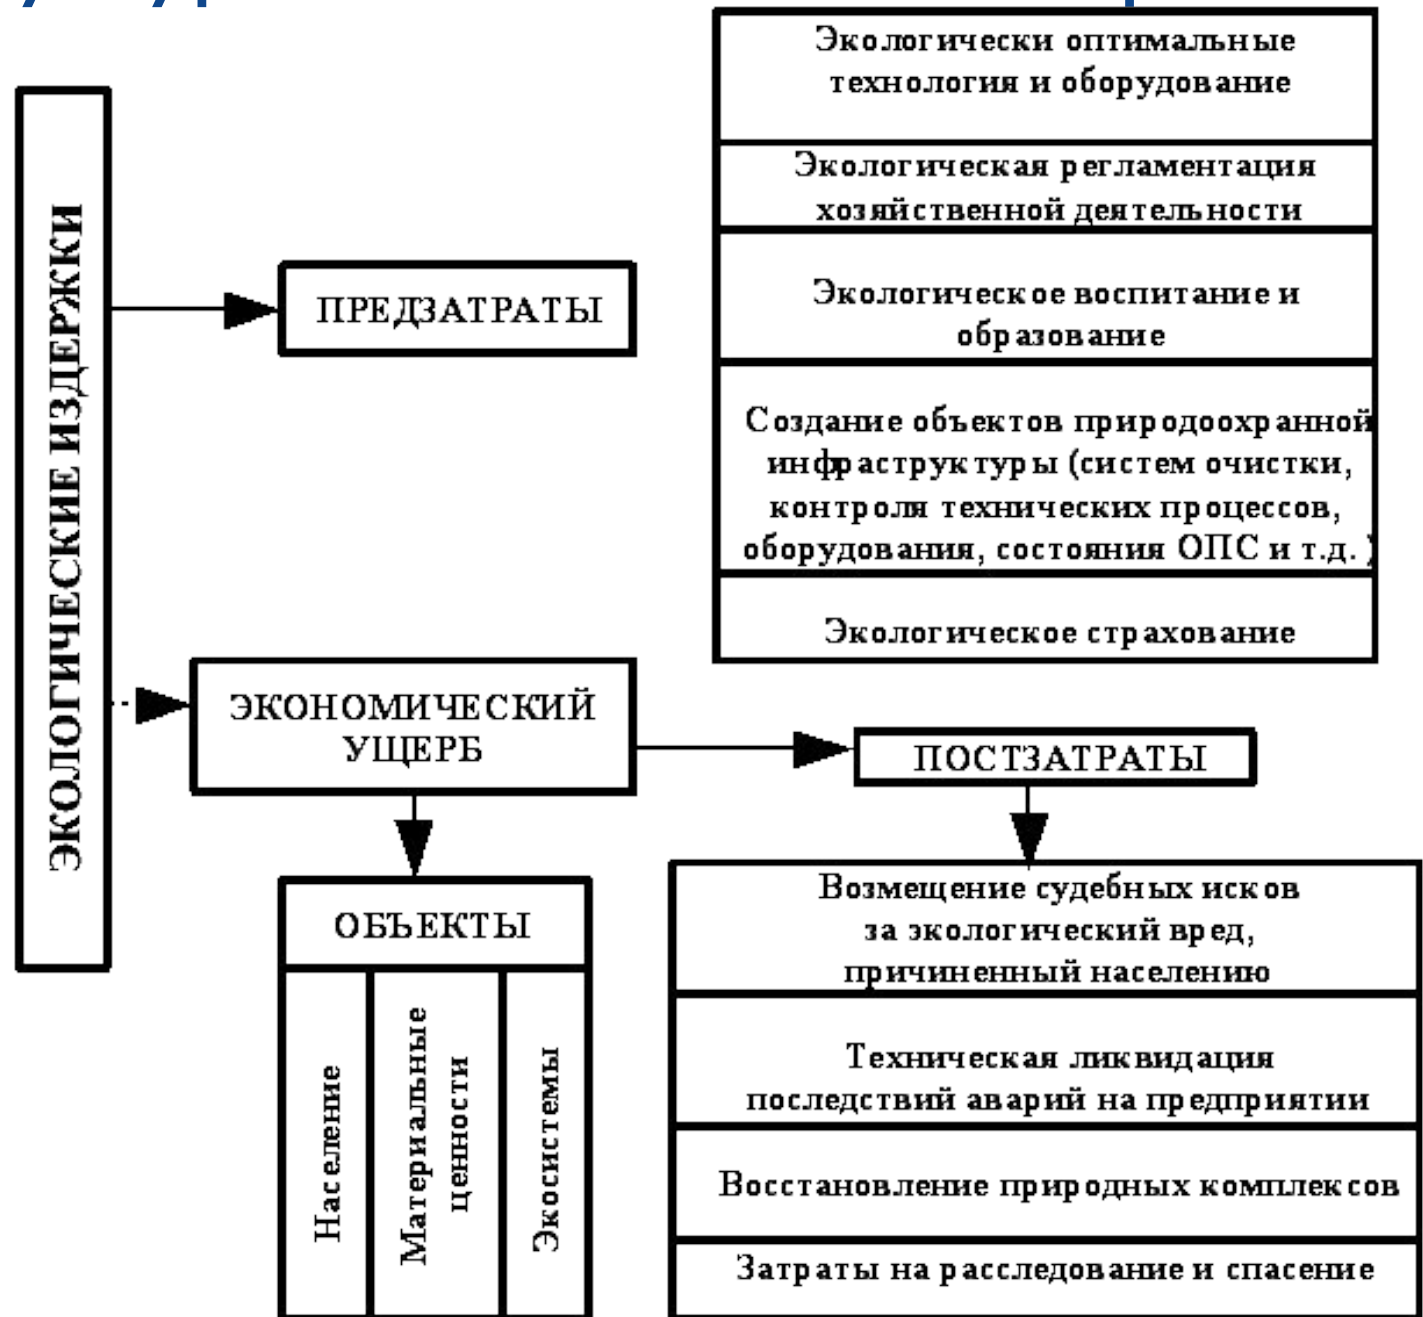 ЭКОЛОГИЧЕСКИЕ ИЗДЕРЖКИ
ПРЕДЗАТРАТЫ
Экологически оптимальные
технология и оборудование
Экологическая регламентация
хозяйственной деятельности
Экологическое воспитание и
образование
Создание объектов природоохранной
инфраструктуры (систем очистки,
контроля технических процессов,
оборудования, состояния ОПС и т.д. )
Экологическое страхование
ЭКОНОМИЧЕСКИЙ
УЩЕРБ
ПОСТЗАТРАТЫ
ОБЪЕКТЫ
Население
Материальные
ценности
Экосистемы
Возмещение судебных исков
за экологический вред,
причиненный населению
Техническая ликвидация
последствий аварий на предприятии
Восстановление природных комплексов
Затраты на расследование и спасение